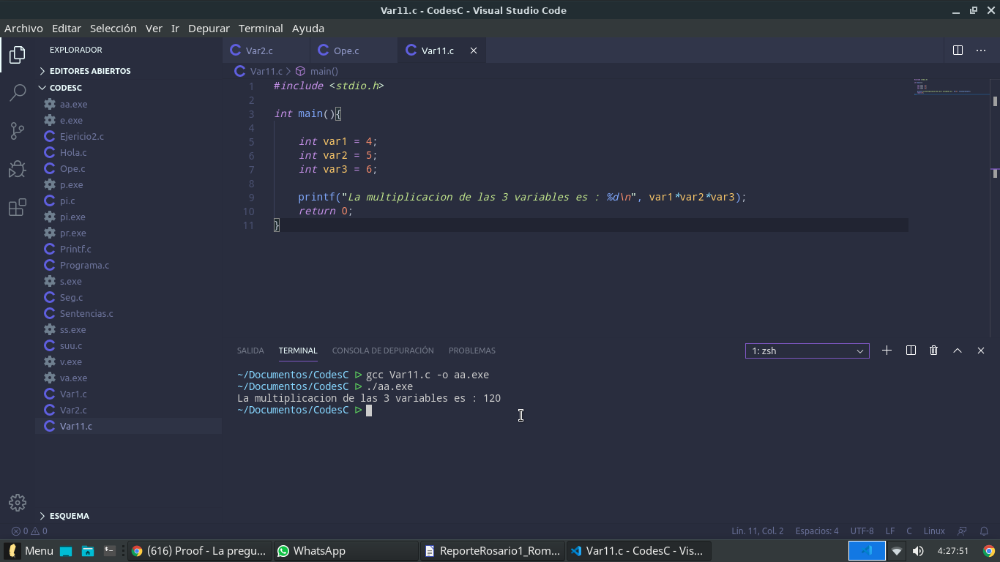 Var11.c - CodesC - Visual Studio Code
Archivo Editar Selección Ver Ir Depurar Terminal Ayuda
EXPLORADOR
EDITORES ABIERTOS
CODESC
aa.exe
e.exe
Ejericio2.c
Hola.c
Ope.c
p.exe
pi.c
pi.exe
pr.exe
Printf.c
Programa.c
s.exe
Seg.c
Sentencias.c
ss.exe
suu.c
v.exe
va.exe
Var1.c
Var2.c
Var11.c
ESQUEMA
Var2.c Ope.c Var11.c
Var11.c > main()
1 #include <stdio.h>
2
3 int main(){
4
5 int var1 = 4;
6 int var2 = 5;
7 int var3 = 6;
8
9 printf("La multiplicacion de las 3 variables es : %d\n", var1*var2*var3);
10 return 0;
11 }
SALIDA TERMINAL CONSOLA DE DEPURACIÓN PROBLEMAS 1: zsh
~/Documentos/CodesC ▷ gcc Var11.c -o aa.exe
~/Documentos/CodesC ▷ ./aa.exe
La multiplicacion de las 3 variables es : 120
~/Documentos/CodesC ▷
0 0 Lín. 11, Col. 2 Espacios: 4 UTF-8 LF C Linux
Menu (616) Proof - La pregu... WhatsApp ReporteRosario1_Rom... Var11.c - CodesC - Vis... 4:27:51